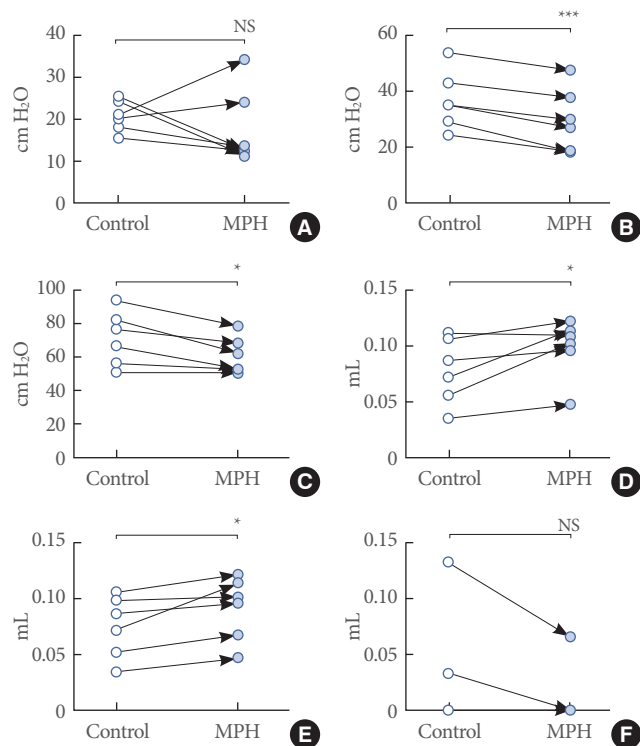 NS
40
30
20
10
0
cm H₂O
Control MPH
A
***
60
40
20
0
cm H₂O
Control MPH
B
*
100
80
60
40
20
0
cm H₂O
Control MPH
C
*
0.15
0.10
0.05
0
mL
Control MPH
D
*
0.15
0.10
0.05
0
mL
Control MPH
E
NS
0.15
0.10
0.05
0
mL
Control MPH
F